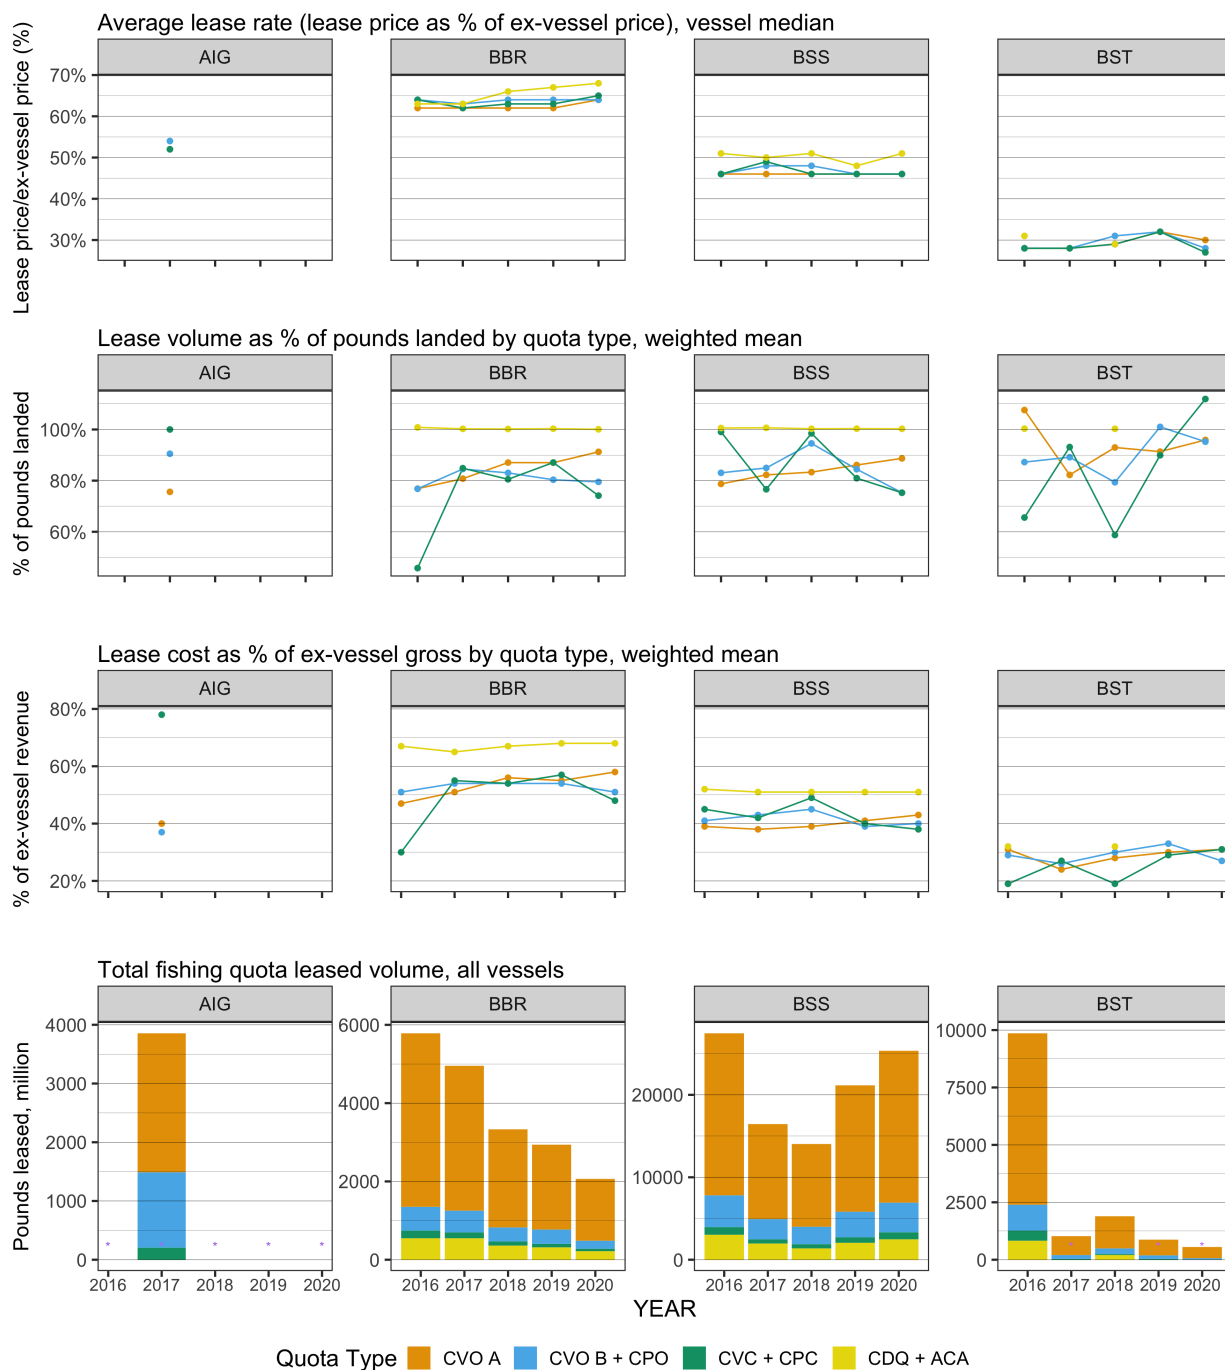 Average lease rate (lease price as % of ex-vessel price), vessel median
Lease price/ex-vessel price (%)
AIG BBR BSS BST
70%
60%
50%
40%
30%
Lease volume as % of pounds landed by quota type, weighted mean
% of pounds landed
AIG BBR BSS BST
100%
80%
60%
Lease cost as % of ex-vessel gross by quota type, weighted mean
% of ex-vessel revenue
AIG BBR BSS BST
80%
60%
40%
20%
Total fishing quota leased volume, all vessels
Pounds leased, million
AIG BBR BSS BST
4000
3000
2000
1000
0
6000
4000
2000
0
20000
10000
0
10000
7500
5000
2500
0
* * * * * *
2016 2017 2018 2019 2020 2016 2017 2018 2019 2020 2016 2017 2018 2019 2020 2016 2017 2018 2019 2020
YEAR
Quota Type CVO A CVO B + CPO CVC + CPC CDQ + ACA